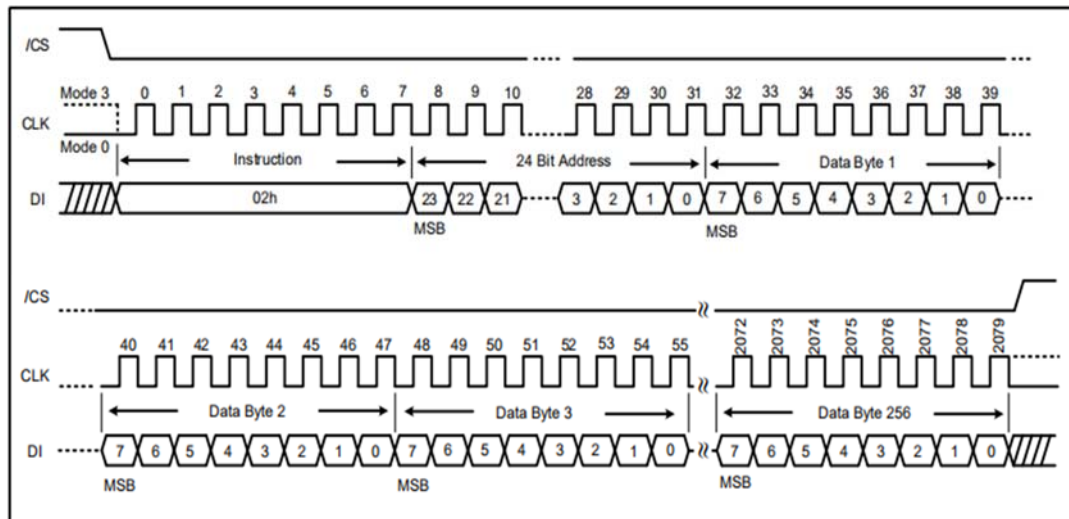 /CS
Mode 3 0 1 2 3 4 5 6 7 8 9 10 28 29 30 31 32 33 34 35 36 37 38 39
CLK
Mode 0
Instruction 24 Bit Address Data Byte 1
DI 02h 23 22 21 3 2 1 0 7 6 5 4 3 2 1 0
MSB MSB
/CS
40 41 42 43 44 45 46 47 48 49 50 51 52 53 54 55 2072 2073 2074 2075 2076 2077 2078 2079
CLK
Data Byte 2 Data Byte 3 Data Byte 256
DI 7 6 5 4 3 2 1 0 7 6 5 4 3 2 1 0 7 6 5 4 3 2 1 0
MSB MSB MSB